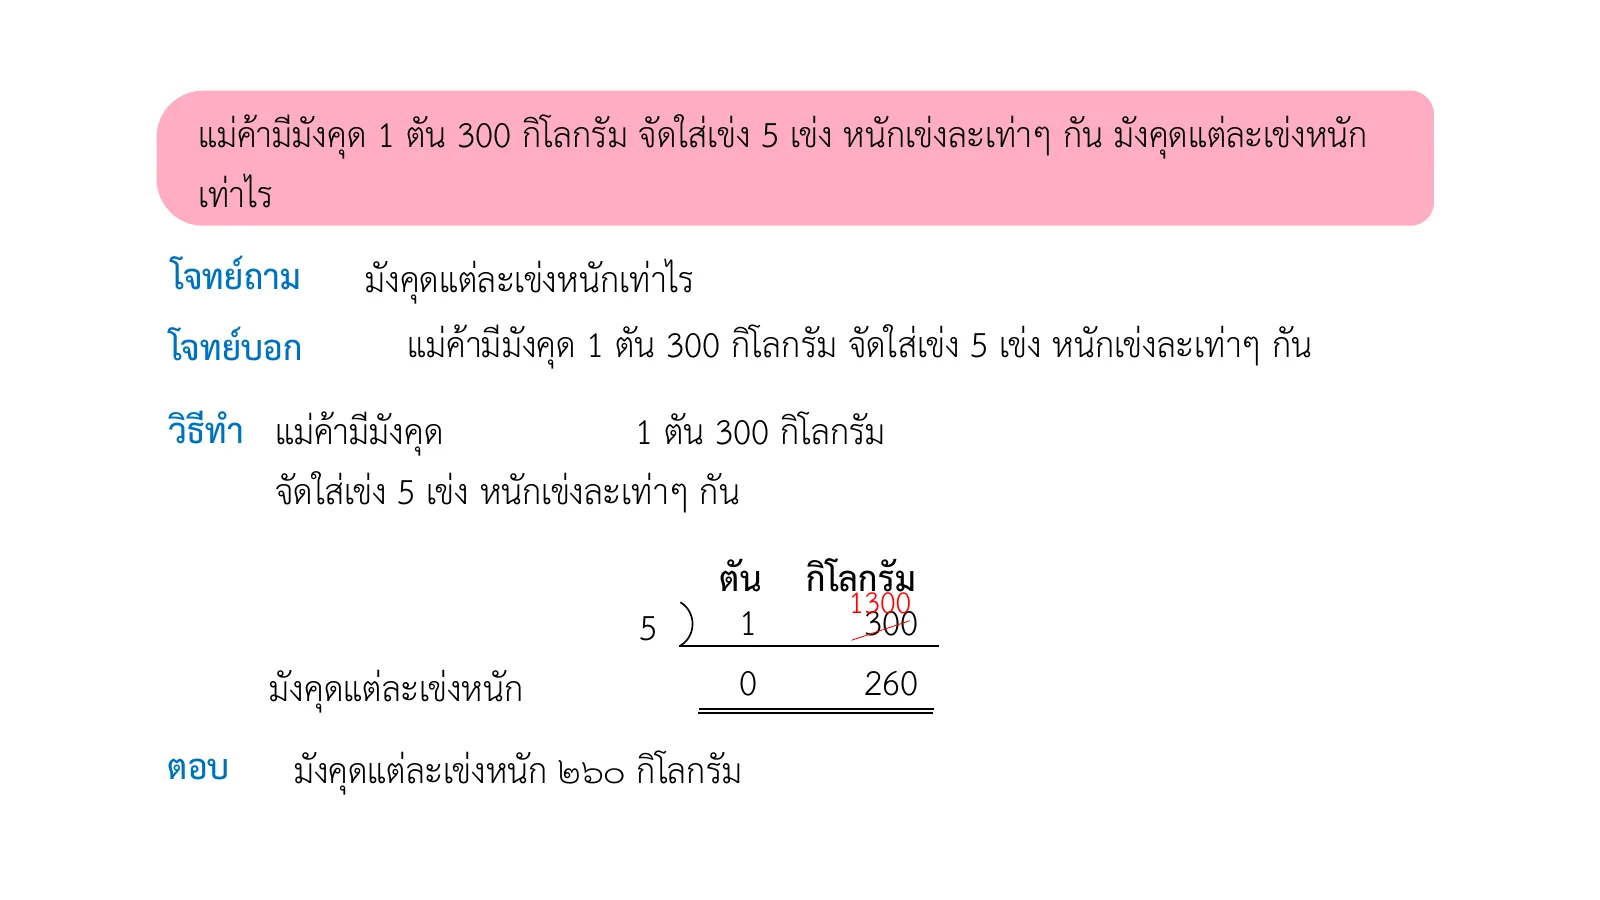 แม่ค้ามีมังคุด 1 ตัน 300 กิโลกรัม จัดใส่เข่ง 5 เข่ง หนักเข่งละเท่าๆ กัน มังคุดแต่ละเข่งหนัก
เท่าไร
โจทย์ถาม มังคุดแต่ละเข่งหนักเท่าไร
โจทย์บอก แม่ค้ามีมังคุด 1 ตัน 300 กิโลกรัม จัดใส่เข่ง 5 เข่ง หนักเข่งละเท่าๆ กัน
วิธีทำ แม่ค้ามีมังคุด 1 ตัน 300 กิโลกรัม
จัดใส่เข่ง 5 เข่ง หนักเข่งละเท่าๆ กัน
ตัน กิโลกรัม
1300
5 ) 1 300
มังคุดแต่ละเข่งหนัก 0 260
ตอบ มังคุดแต่ละเข่งหนัก ๒๖๐ กิโลกรัม